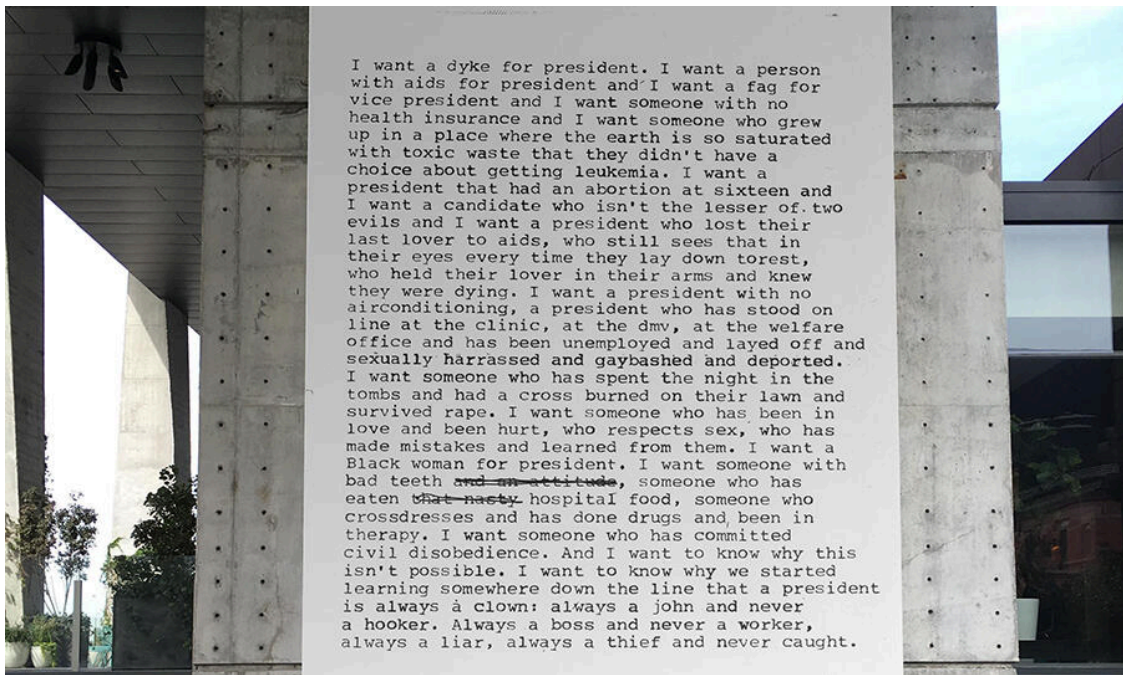 I want a dyke for president. I want a person
with aids for president and I want a fag for
vice president and I want someone with no
health insurance and I want someone who grew
up in a place where the earth is so saturated
with toxic waste that they didn't have a
choice about getting leukemia. I want a
president that had an abortion at sixteen and
I want a candidate who isn't the lesser of two
evils and I want a president who lost their
last lover to aids, who still sees that in
their eyes every time they lay down torest,
who held their lover in their arms and knew
they were dying. I want a president with no
airconditioning, a president who has stood on
line at the clinic, at the dmv, at the welfare
office and has been unemployed and layed off and
sexually harrassed and gaybashed and deported.
I want someone who has spent the night in the
tombs and had a cross burned on their lawn and
survived rape. I want someone who has been in
love and been hurt, who respects sex, who has
made mistakes and learned from them. I want a
Black woman for president. I want someone with
bad teeth and an attitude, someone who has
eaten that nasty hospital food, someone who
crossdresses and has done drugs and been in
therapy. I want someone who has committed
civil disobedience. And I want to know why this
isn't possible. I want to know why we started
learning somewhere down the line that a president
is always a clown: always a john and never
a hooker. Always a boss and never a worker,
always a liar, always a thief and never caught.